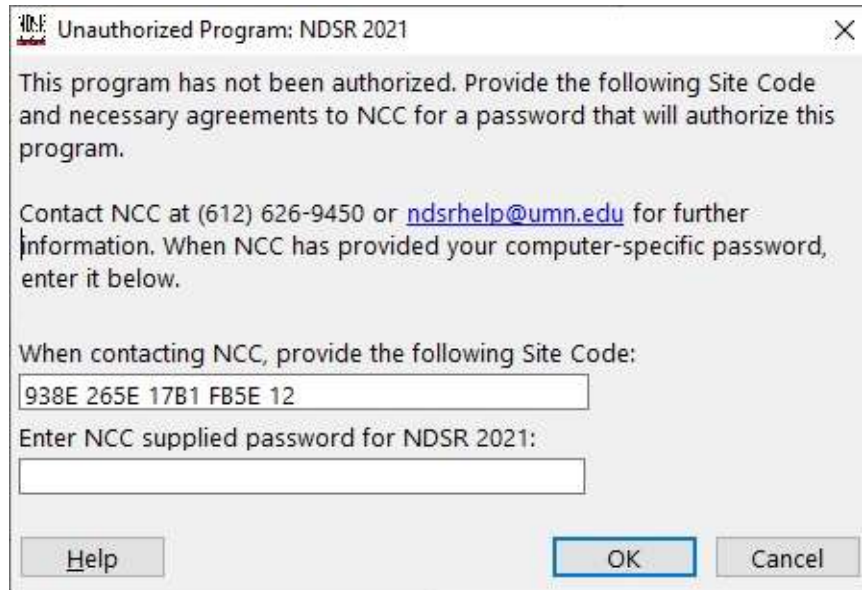 Unauthorized Program: NDSR 2021
This program has not been authorized. Provide the following Site Code
and necessary agreements to NCC for a password that will authorize this
program.
Contact NCC at (612) 626-9450 or ndsrhelp@umn.edu for further
information. When NCC has provided your computer-specific password,
enter it below.
When contacting NCC, provide the following Site Code:
938E 265E 17B1 FB5E 12
Enter NCC supplied password for NDSR 2021:
Help OK Cancel